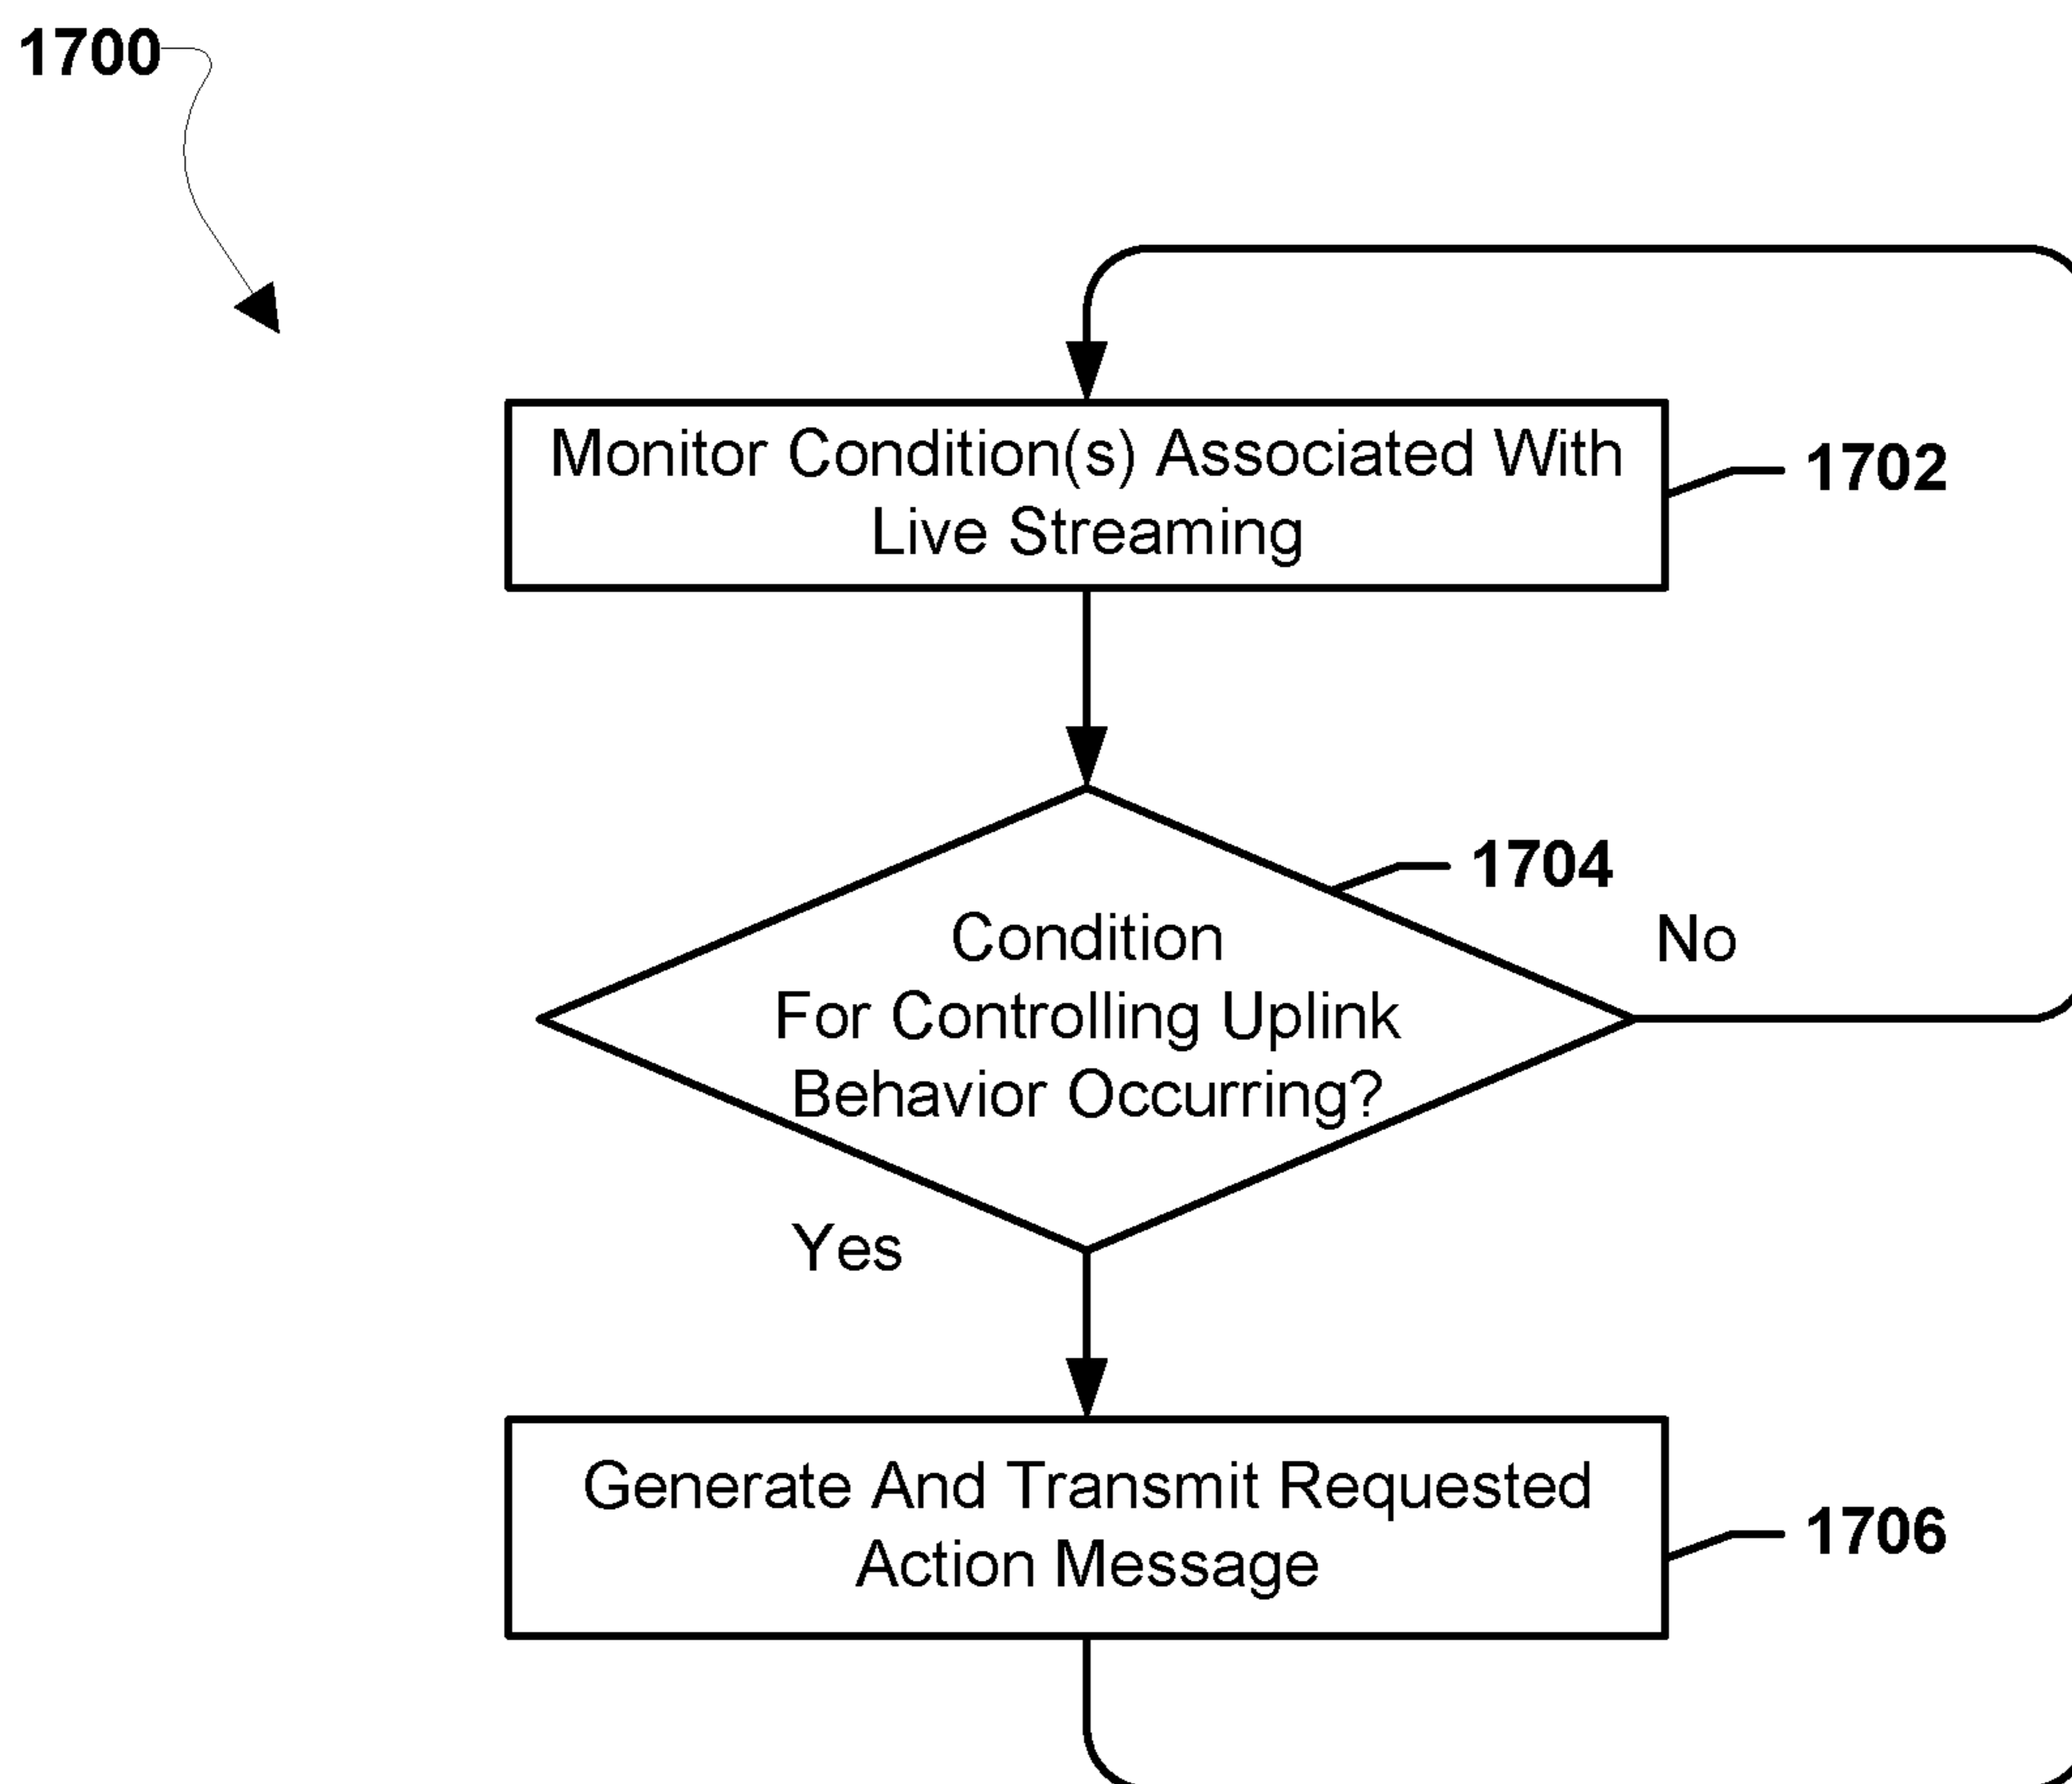 1700
Monitor Condition(s) Associated With
Live Streaming
1702
1704
Condition
For Controlling Uplink
Behavior Occurring?
No
Yes
Generate And Transmit Requested
Action Message
1706